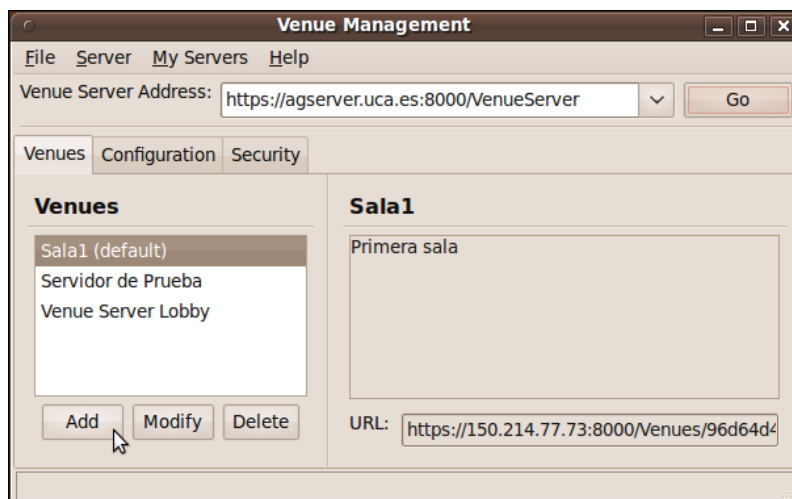 Venue Management
File Server My Servers Help
Venue Server Address: https://agserver.uca.es:8000/VenueServer Go
Venues Configuration Security
Venues
Sala1 (default)
Servidor de Prueba
Venue Server Lobby
Add Modify Delete
Sala1
Primera sala
URL: https://150.214.77.73:8000/Venues/96d64d4